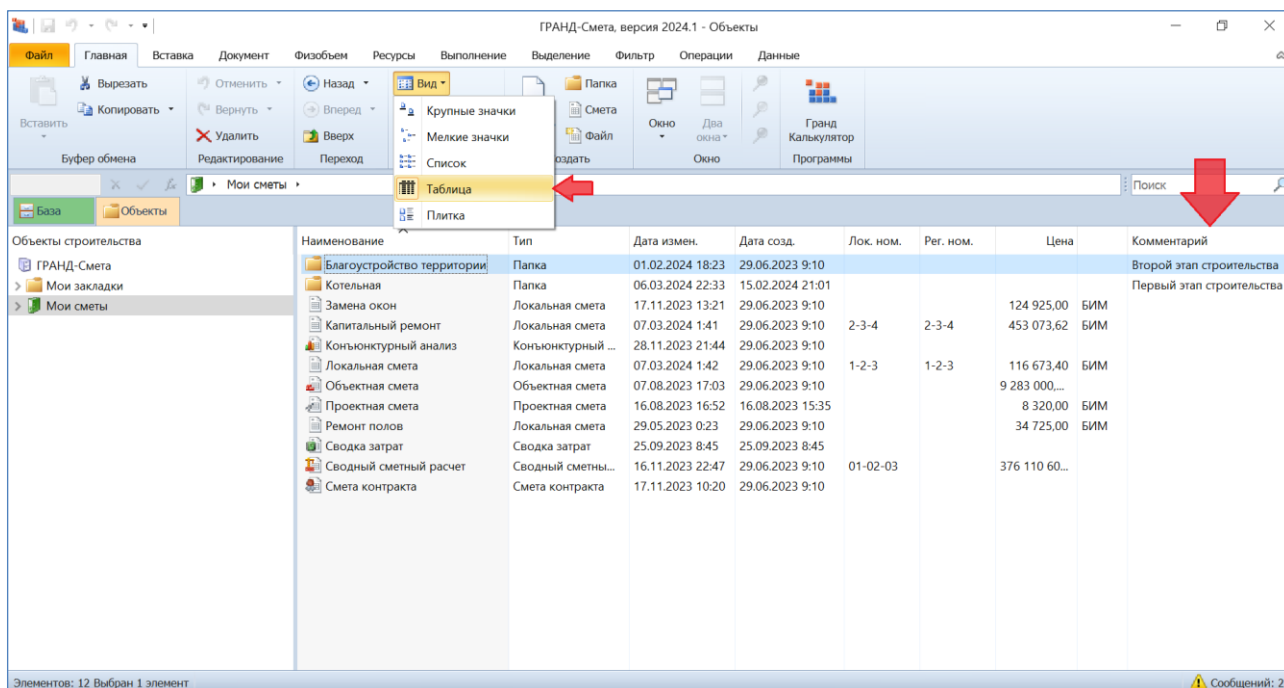 ГРАНД-Смета, версия 2024.1 - Объекты
Файл Главная Вставка Документ Физобъем Ресурсы Выполнение Выделение Фильтр Операции Данные
Вырезать Отменить Назад Вид Папка
Копировать Вернуть Вперед Крупные значки Смета
Вставить Удалить Вверх Мелкие значки Файл Окно Два окна Гранд Калькулятор
Буфер обмена Редактирование Переход Список оздать Окно Программы
Мои сметы Таблица Поиск
База Объекты Плитка
Объекты строительства Наименование Тип Дата измен. Дата созд. Лок. ном. Рег. ном. Цена Комментарий
ГРАНД-Смета Благоустройство территории Папка 01.02.2024 18:23 29.06.2023 9:10 Второй этап строительства
Мои закладки Котельная Папка 06.03.2024 22:33 15.02.2024 21:01 Первый этап строительства
Мои сметы Замена окон Локальная смета 17.11.2023 13:21 29.06.2023 9:10 124 925,00 БИМ
Капитальный ремонт Локальная смета 07.03.2024 1:41 29.06.2023 9:10 2-3-4 2-3-4 453 073,62 БИМ
Конъюнктурный анализ Конъюнктурный ... 28.11.2023 21:44 29.06.2023 9:10
Локальная смета Локальная смета 07.03.2024 1:42 29.06.2023 9:10 1-2-3 1-2-3 116 673,40 БИМ
Объектная смета Объектная смета 07.08.2023 17:03 29.06.2023 9:10 9 283 000,...
Проектная смета Проектная смета 16.08.2023 16:52 16.08.2023 15:35 8 320,00 БИМ
Ремонт полов Локальная смета 29.05.2023 0:23 29.06.2023 9:10 34 725,00 БИМ
Сводка затрат Сводка затрат 25.09.2023 8:45 25.09.2023 8:45
Сводный сметный расчет Сводный сметны... 16.11.2023 22:47 29.06.2023 9:10 01-02-03 376 110 60...
Смета контракта Смета контракта 17.11.2023 10:20 29.06.2023 9:10
Элементов: 12 Выбран 1 элемент Сообщений: 2